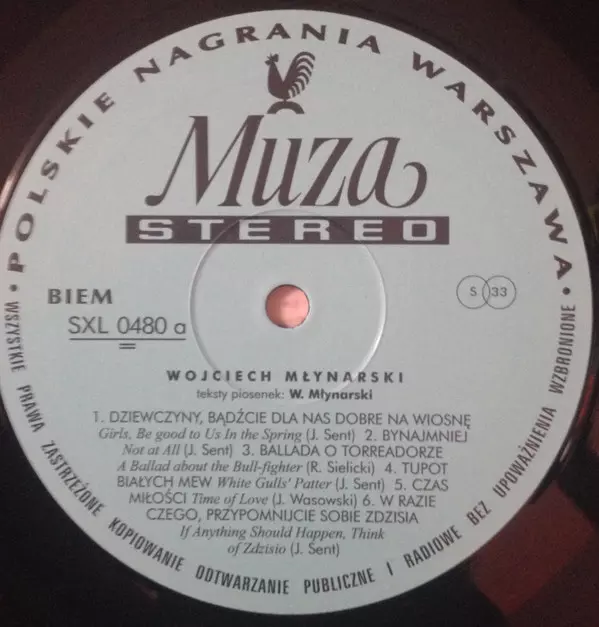 • POLSKIE NAGRANIA WARSZAWA •
Muza
STEREO
BIEM
SXL 0480 a
S 33
WOJCIECH MŁYNARSKI
teksty piosenek: W. Młynarski
1. DZIEWCZYNY, BĄDŹCIE DLA NAS DOBRE NA WIOSNĘ
Girls, Be good to Us In the Spring (J. Sent) 2. BYNAJMNIEJ
Not at All (J. Sent) 3. BALLADA O TORREADORZE
A Ballad about the Bull-fighter (R. Sielicki) 4. TUPOT
BIAŁYCH MEW White Gulls' Patter (J. Sent) 5. CZAS
MIŁOŚCI Time of Love (J. Wasowski) 6. W RAZIE
CZEGO, PRZYPOMNIJCIE SOBIE ZDZISIA
If Anything Should Happen, Think
of Zdzisio (J. Sent)
WSZYSTKIE PRAWA ZASTRZEŻONE KOPIOWANIE ODTWARZANIE PUBLICZNE I RADIOWE BEZ UPOWAŻNIENIA WZBRONIONE